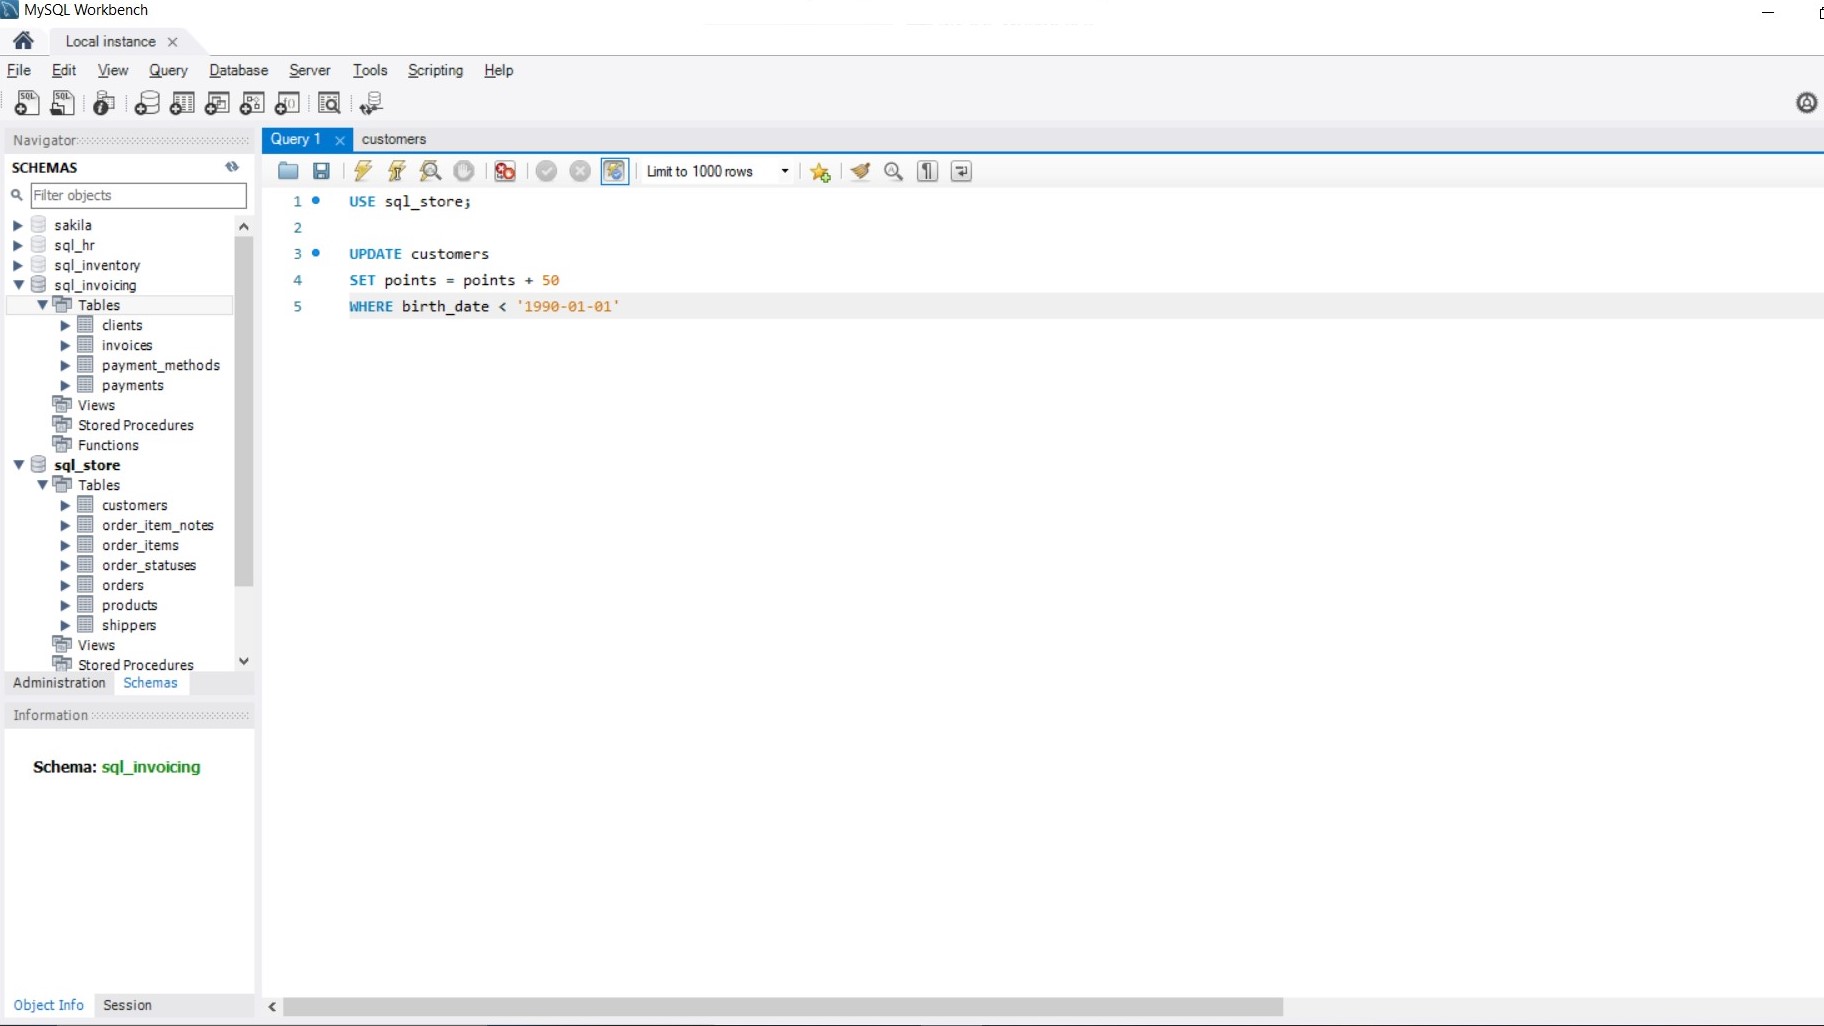 MySQL Workbench
Local instance
File Edit View Query Database Server Tools Scripting Help
Navigator
SCHEMAS
Filter objects
sakila
sql_hr
sql_inventory
sql_invoicing
Tables
clients
invoices
payment_methods
payments
Views
Stored Procedures
Functions
sql_store
Tables
customers
order_item_notes
order_items
order_statuses
orders
products
shippers
Views
Stored Procedures
Administration Schemas
Information
Schema: sql_invoicing
Object Info Session
Query 1 customers
Limit to 1000 rows
1 USE sql_store;
2
3 UPDATE customers
4 SET points = points + 50
5 WHERE birth_date < '1990-01-01'